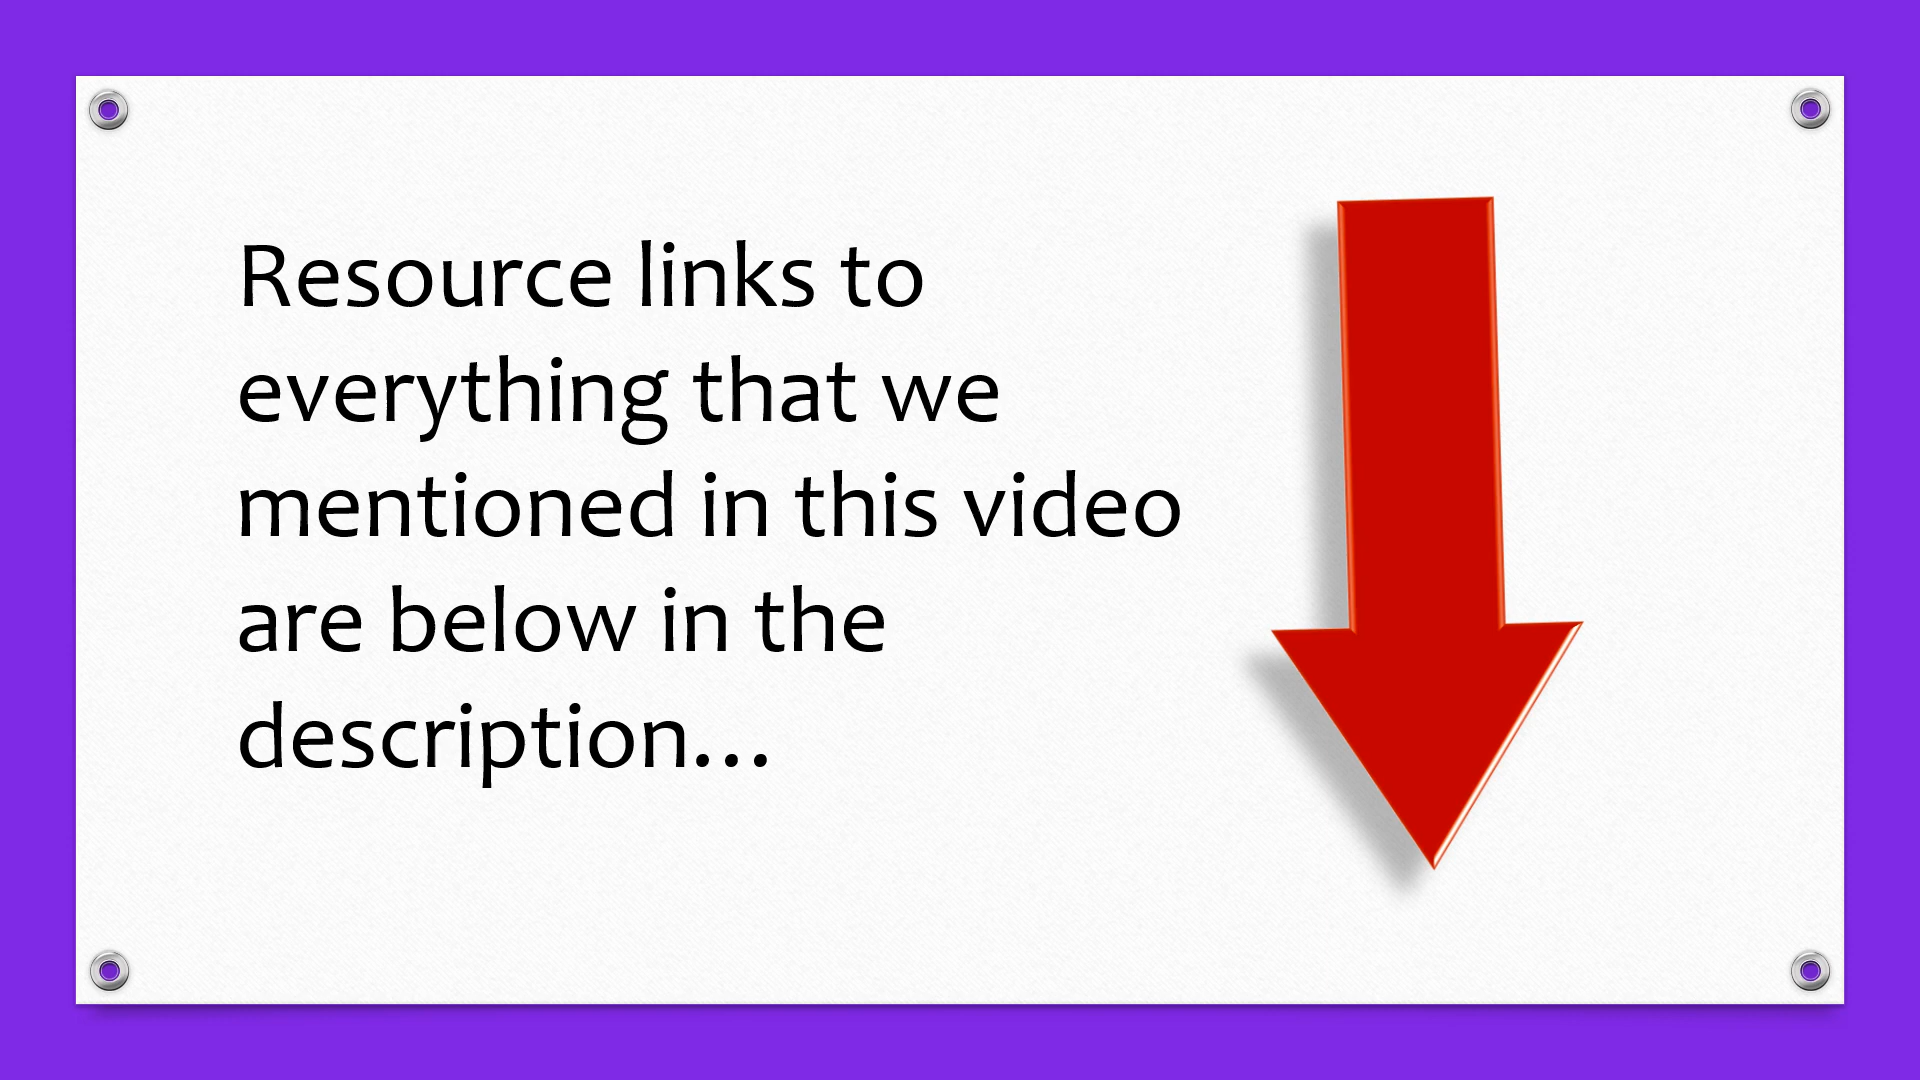 Resource links to
everything that we
mentioned in this video
are below in the
description…